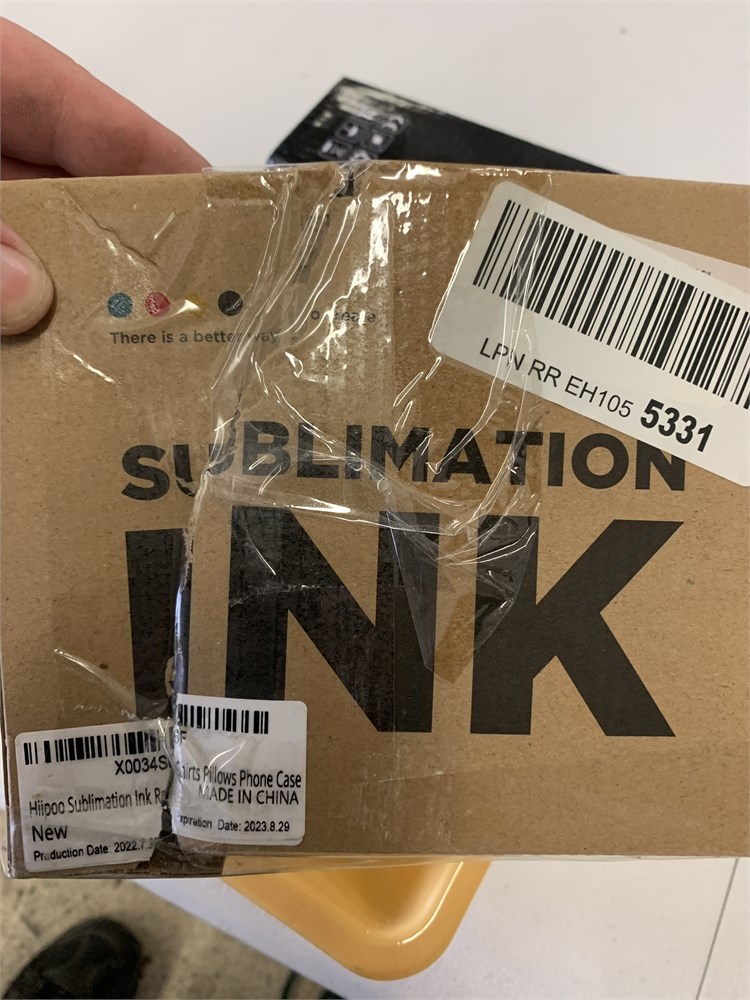 There is a better way
LPN RR EH105 5331
SUBLIMATION
INK
X0034S
Hiipoo Sublimation Ink
Pillows Phone Case
New
MADE IN CHINA
Production Date: 2022.7
Date: 2023.8.29